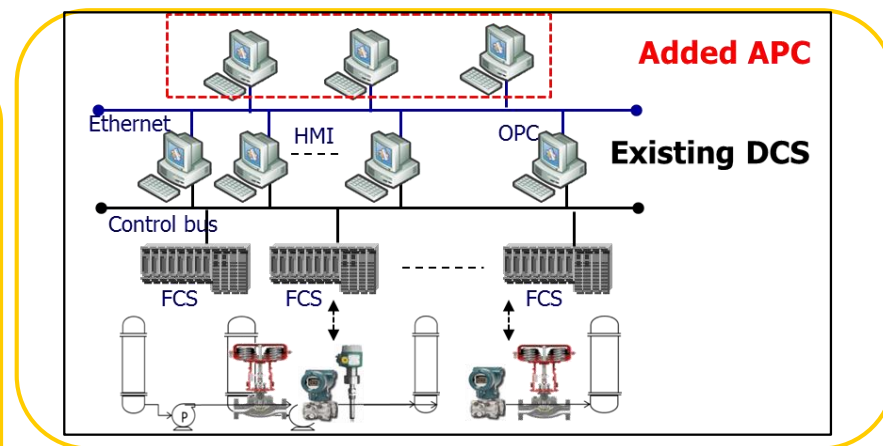 Added APC
Ethernet
HMI
OPC
Existing DCS
Control bus
FCS
FCS
FCS
P